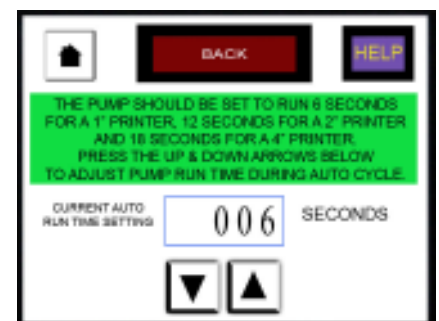 BACK
HELP
THE PUMP SHOULD BE SET TO RUN 6 SECONDS
FOR A 1" PRINTER, 12 SECONDS FOR A 2" PRINTER
AND 18 SECONDS FOR A 4" PRINTER.
PRESS THE UP & DOWN ARROWS BELOW
TO ADJUST PUMP RUN TIME DURING AUTO CYCLE.
CURRENT AUTO
RUN TIME SETTING
006
SECONDS